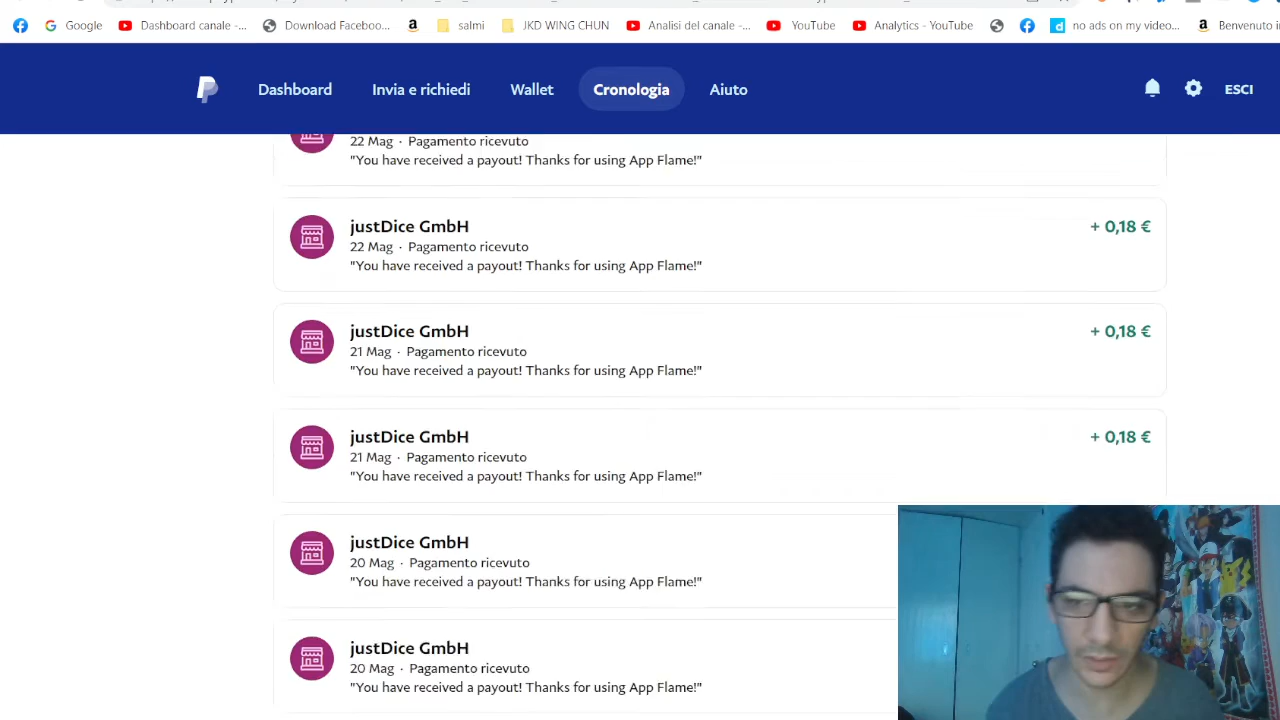 Google
Dashboard canale -...
Download Faceboo...
salmi
JKD WING CHUN
Analisi del canale -...
YouTube
Analytics - YouTube
no ads on my video...
Benvenuto in
Dashboard
Invia e richiedi
Wallet
Cronologia
Aiuto
ESCI
22 Mag · Pagamento ricevuto
"You have received a payout! Thanks for using App Flame!"
justDice GmbH
+ 0,18 €
22 Mag · Pagamento ricevuto
"You have received a payout! Thanks for using App Flame!"
justDice GmbH
+ 0,18 €
21 Mag · Pagamento ricevuto
"You have received a payout! Thanks for using App Flame!"
justDice GmbH
+ 0,18 €
21 Mag · Pagamento ricevuto
"You have received a payout! Thanks for using App Flame!"
justDice GmbH
20 Mag · Pagamento ricevuto
"You have received a payout! Thanks for using App Flame!"
justDice GmbH
20 Mag · Pagamento ricevuto
"You have received a payout! Thanks for using App Flame!"